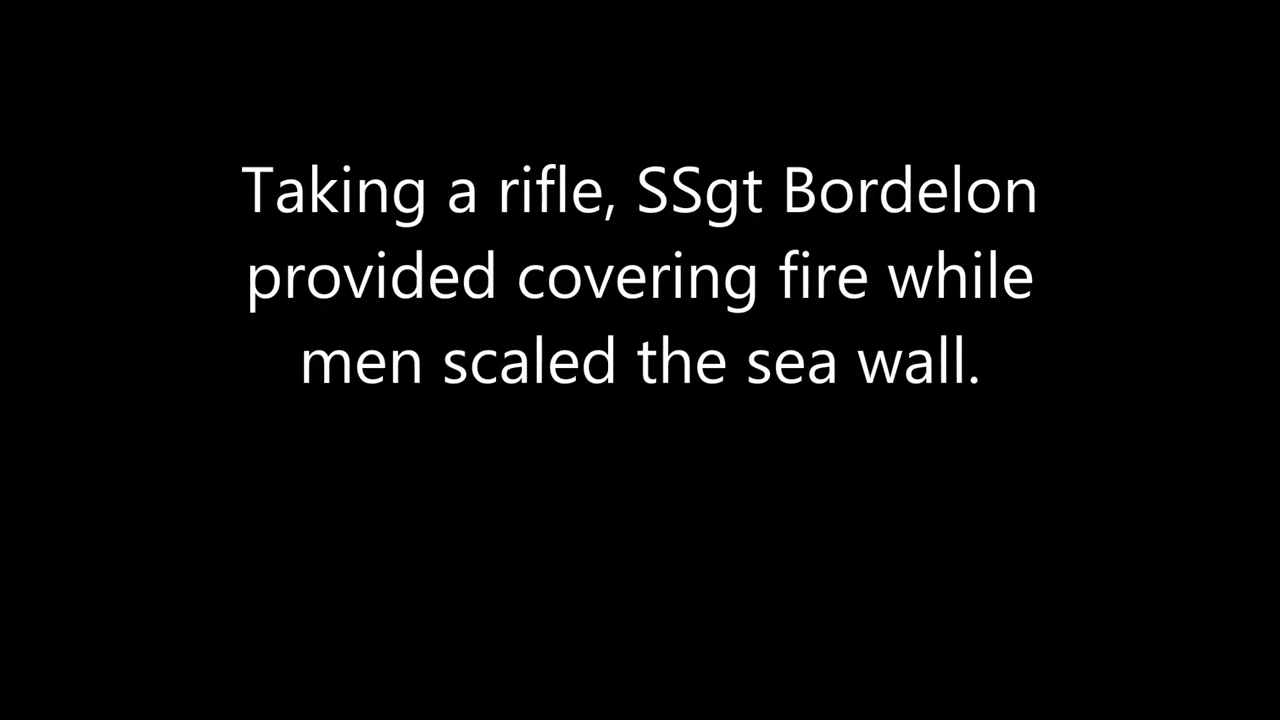 Taking a rifle, SSgt Bordelon
provided covering fire while
men scaled the sea wall.